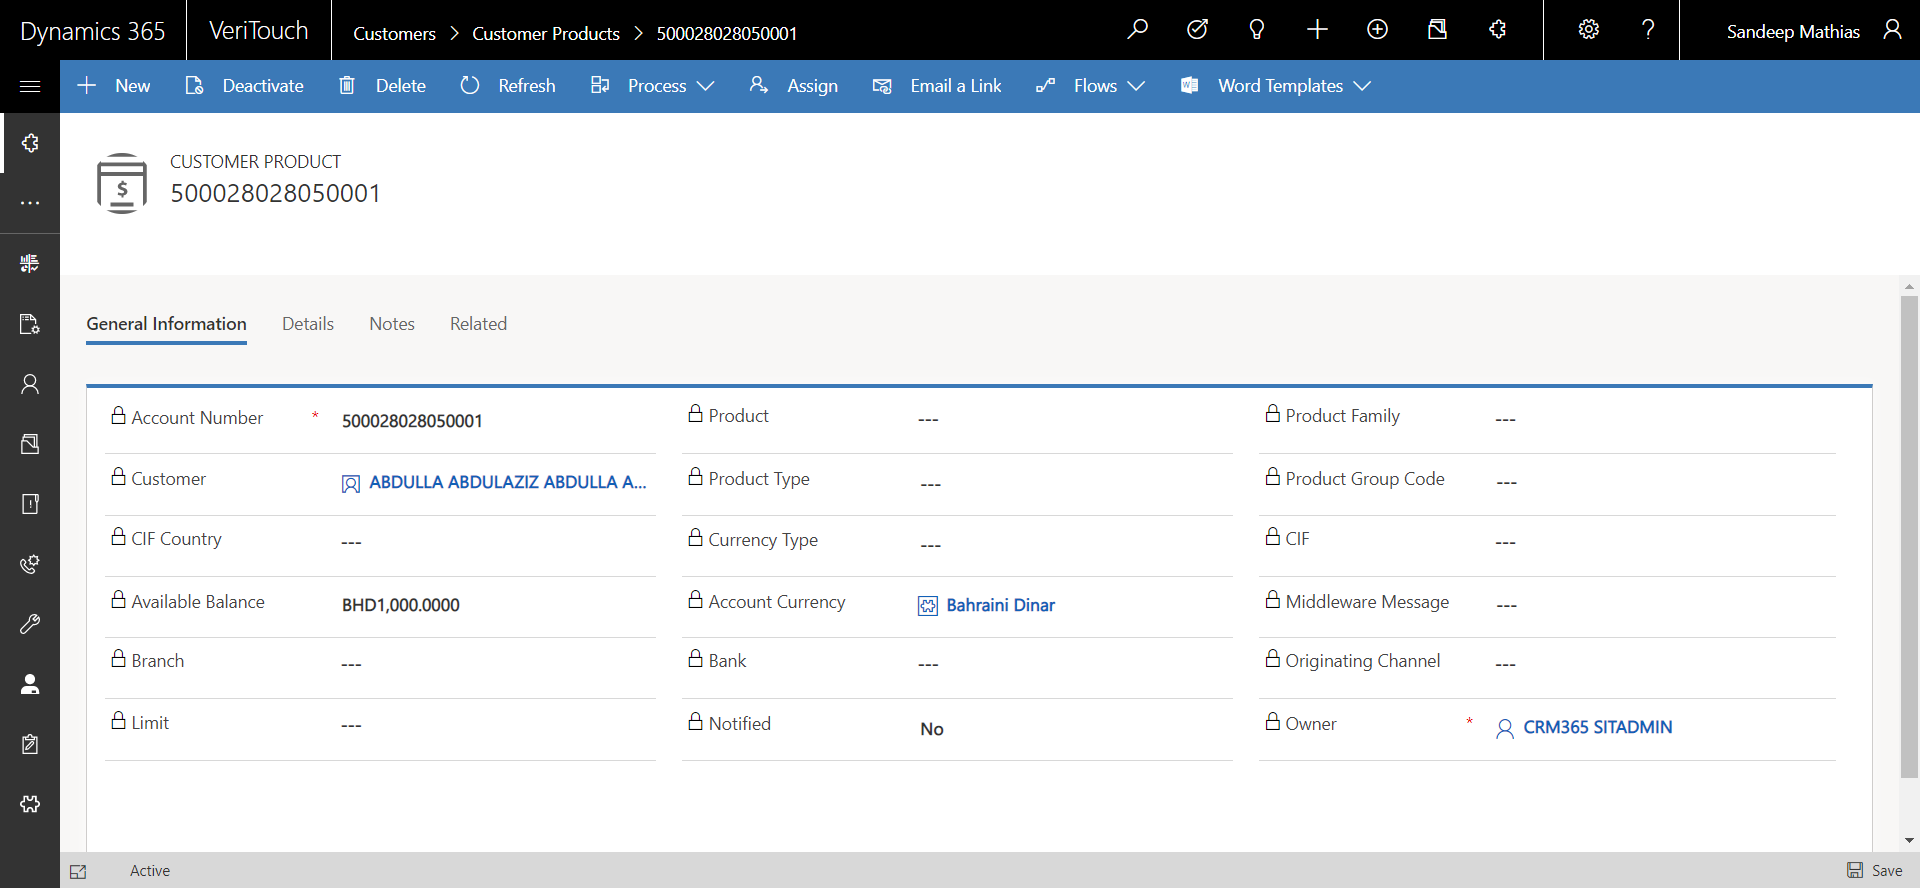 Dynamics 365 VeriTouch Customers > Customer Products > 500028028050001 Sandeep Mathias
New Deactivate Delete Refresh Process Assign Email a Link Flows Word Templates
CUSTOMER PRODUCT
500028028050001
General Information Details Notes Related
Account Number * 500028028050001 Product --- Product Family ---
Customer ABDULLA ABDULAZIZ ABDULLA A... Product Type --- Product Group Code ---
CIF Country --- Currency Type --- CIF ---
Available Balance BHD1,000.0000 Account Currency Bahraini Dinar Middleware Message ---
Branch --- Bank --- Originating Channel ---
Limit --- Notified No Owner * CRM365 SITADMIN
Active Save